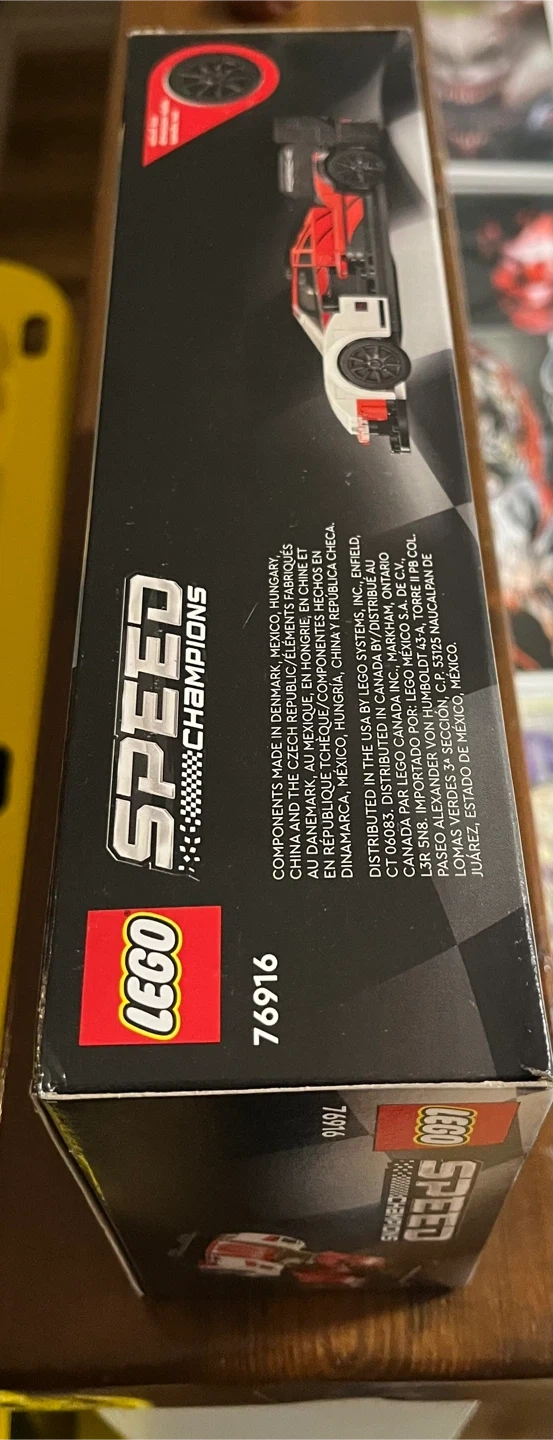 LEGO
SPEED
CHAMPIONS
76916
COMPONENTS MADE IN DENMARK, MEXICO, HUNGARY,
CHINA AND THE CZECH REPUBLIC/ÉLÉMENTS FABRIQUÉS
AU DANEMARK, AU MEXIQUE, EN HONGRIE, EN CHINE ET
EN RÉPUBLIQUE TCHÈQUE/COMPONENTES HECHOS EN
DINAMARCA, MÉXICO, HUNGRÍA, CHINA Y REPÚBLICA CHECA.
DISTRIBUTED IN THE USA BY LEGO SYSTEMS, INC., ENFIELD,
CT 06083. DISTRIBUTED IN CANADA BY/DISTRIBUÉ AU
CANADA PAR LEGO CANADA INC., MARKHAM, ONTARIO
L3R 5N8. IMPORTADO POR: LEGO MÉXICO S.A. DE C.V.,
PASEO ALEXANDER VON HUMBOLDT 43-A, TORRE II PB COL.
LOMAS VERDES 3ª SECCIÓN, C.P. 53125 NAUCALPAN DE
JUÁREZ, ESTADO DE MÉXICO, MÉXICO.
76916
LEGO
SPEED
CHAMPIONS